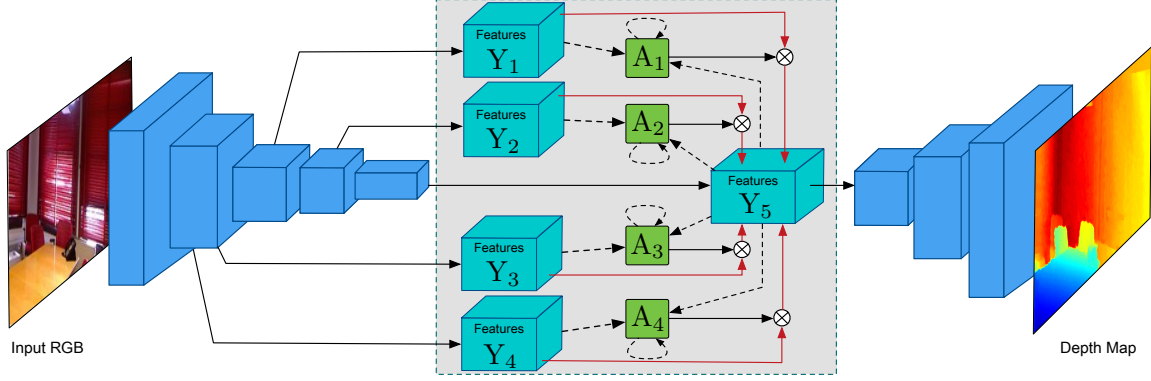 Features
Y1
A1
Features
Y2
A2
Features
Y5
Features
Y3
A3
Features
Y4
A4
Input RGB
Depth Map